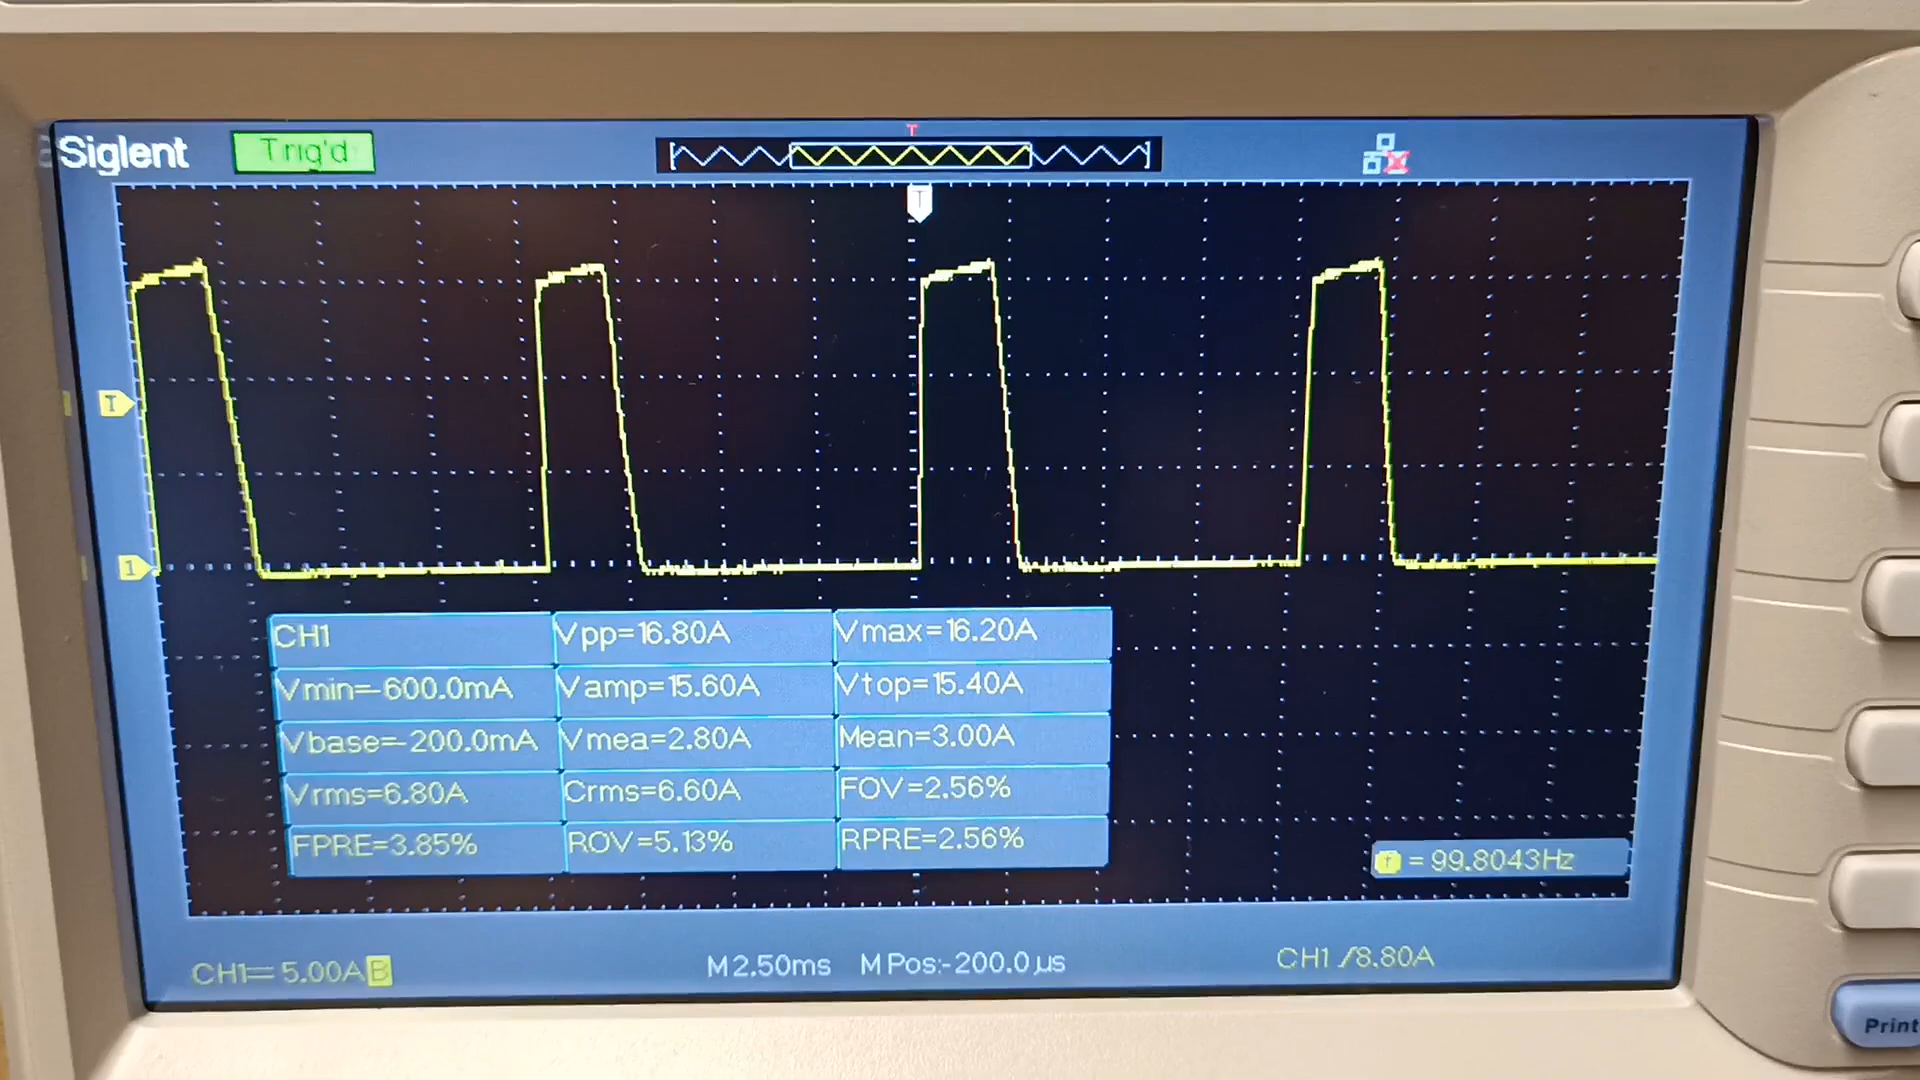 Siglent Trig'd
T
T
T
1
CH1 Vpp=16.80A Vmax=16.20A
Vmin=-600.0mA Vamp=15.60A Vtop=15.40A
Vbase=-200.0mA Vmea=2.80A Mean=3.00A
Vrms=6.80A Crms=6.60A FOV=2.56%
FPRE=3.85% ROV=5.13% RPRE=2.56%
f = 99.8043Hz
CH1 5.00A B M 2.50ms M Pos:-200.0µs CH1 /8.80A
Print